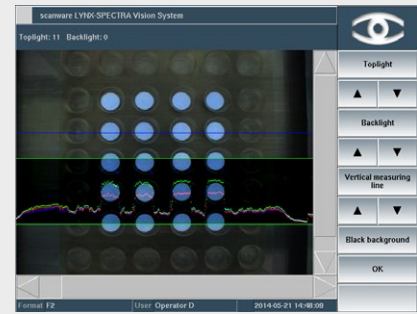 scanware LYNX-SPECTRA Vision System
Toplight: 11 Backlight: 0
Toplight
Backlight
Vertical measuring
line
Black background
OK
Format F2
User Operator D
2014-05-21 14:48:09